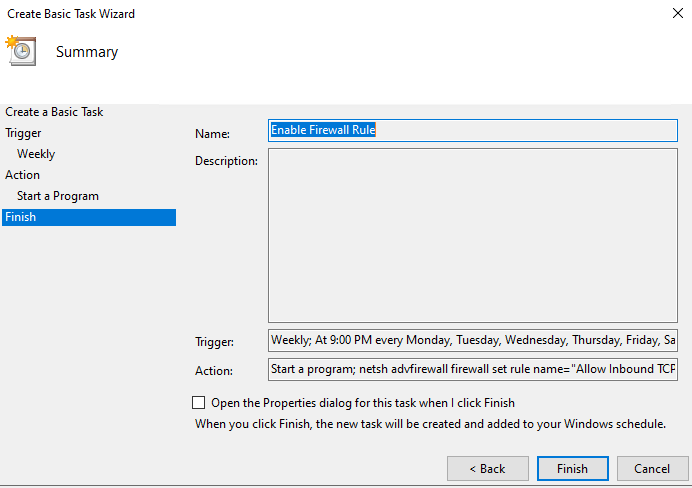 Create Basic Task Wizard
Summary
Create a Basic Task
Trigger
Weekly
Action
Start a Program
Finish
Name:
Enable Firewall Rule
Description:
Trigger:
Weekly; At 9:00 PM every Monday, Tuesday, Wednesday, Thursday, Friday, Sa
Action:
Start a program; netsh advfirewall firewall set rule name="Allow Inbound TCP
Open the Properties dialog for this task when I click Finish
When you click Finish, the new task will be created and added to your Windows schedule.
< Back
Finish
Cancel